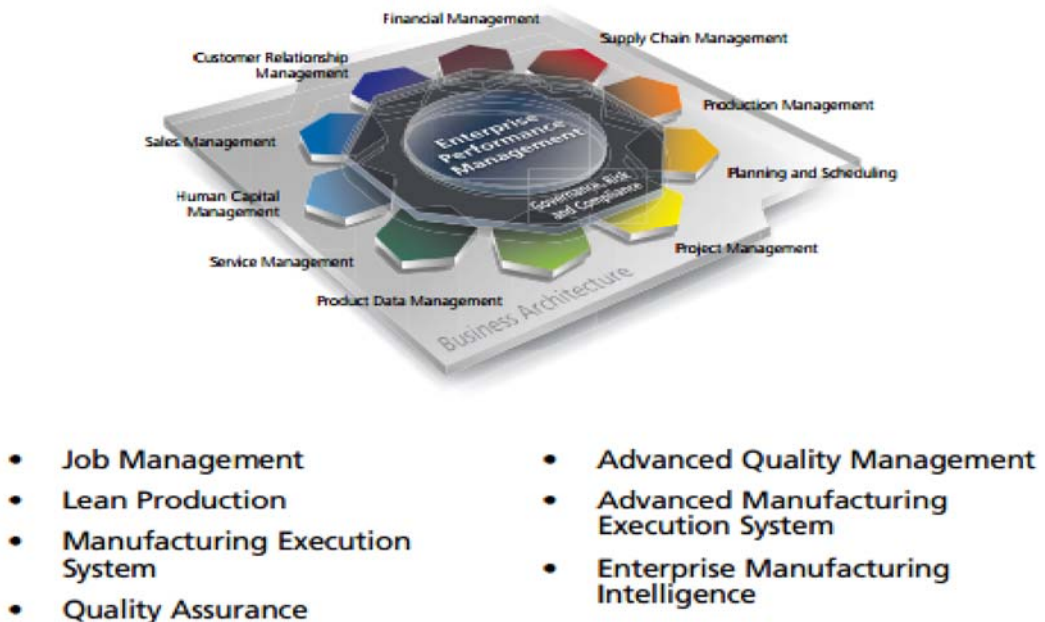 Financial Management
Supply Chain Management
Customer Relationship
Management
Production Management
Sales Management
Enterprise
Performance
Management
Planning and Scheduling
Human Capital
Management
Governance, Risk
and Compliance
Project Management
Service Management
Product Data Management
Business Architecture
• Job Management
• Lean Production
• Manufacturing Execution
System
• Quality Assurance
• Advanced Quality Management
• Advanced Manufacturing
Execution System
• Enterprise Manufacturing
Intelligence